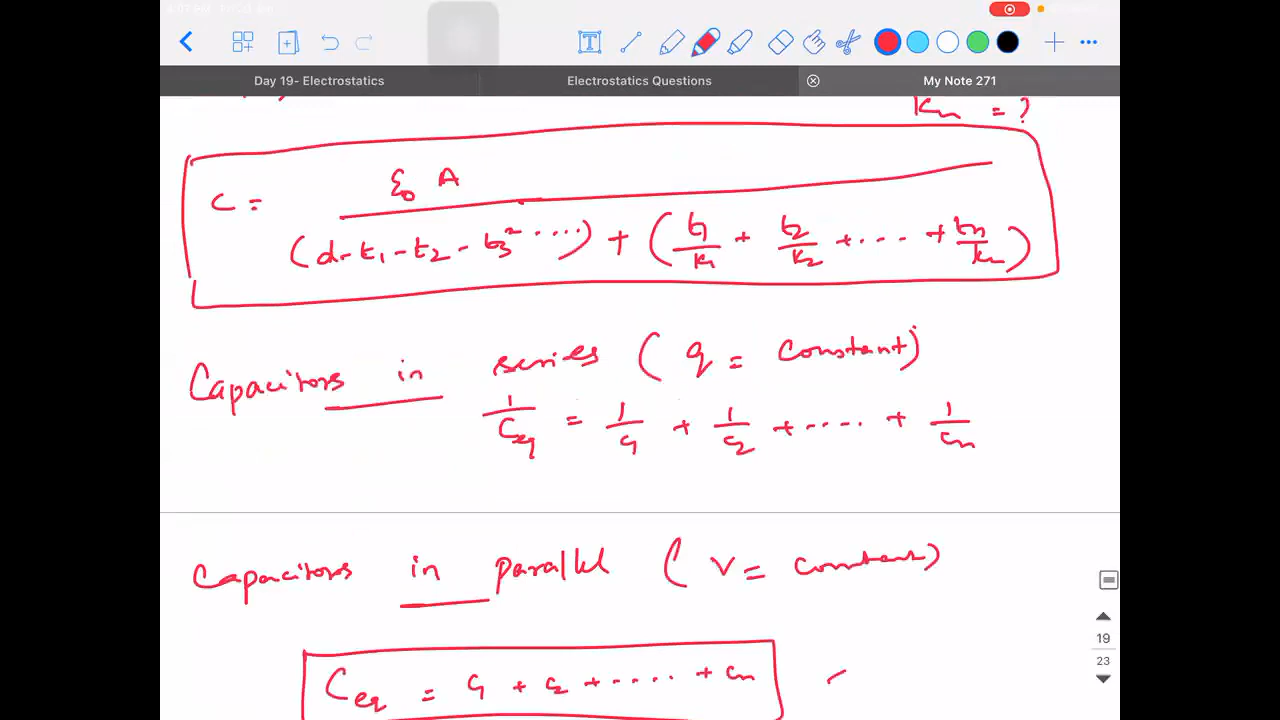 Day 19- Electrostatics
Electrostatics Questions
My Note 271
kn = ?
C = ε0 A / (d-t1-t2-t3 ....) + (t1/k1 + t2/k2 + .... + tn/kn)
Capacitors in series (q = constant)
1/Ceq = 1/C1 + 1/C2 + ..... + 1/Cn
Capacitors in parallel (V = constant)
Ceq = C1 + C2 + ..... + Cn
19
23